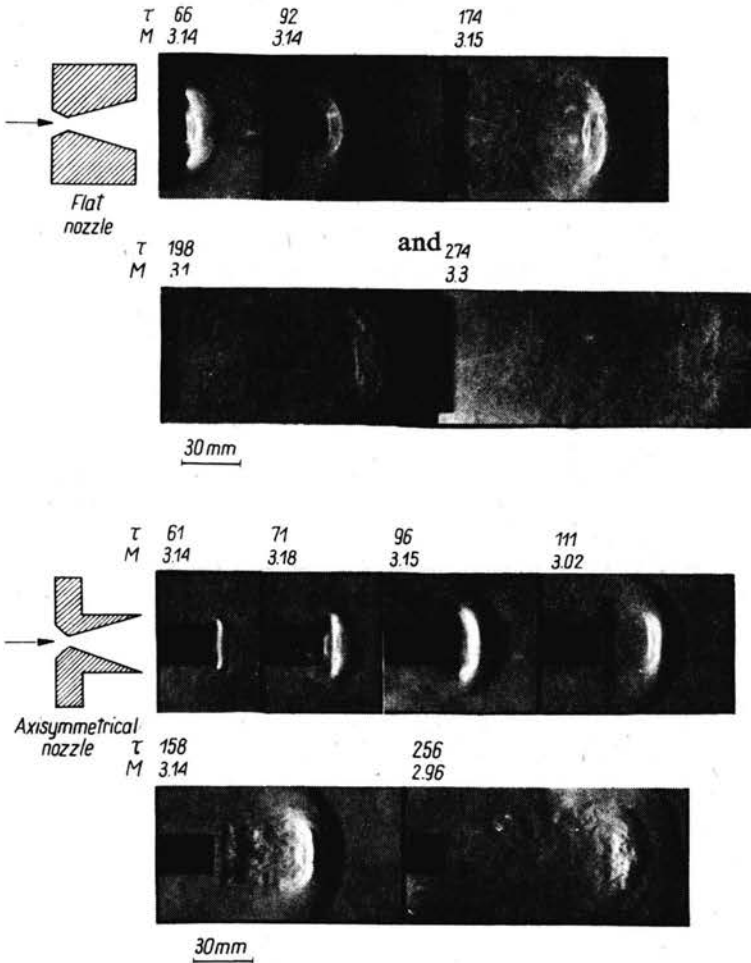 τ 66 92 174
M 3.14 3.14 3.15
Flat
nozzle
and
τ 198 274
M 3.1 3.3
30 mm
τ 61 71 96 111
M 3.14 3.18 3.15 3.02
Axisymmetrical
nozzle
τ 158 256
M 3.14 2.96
30mm